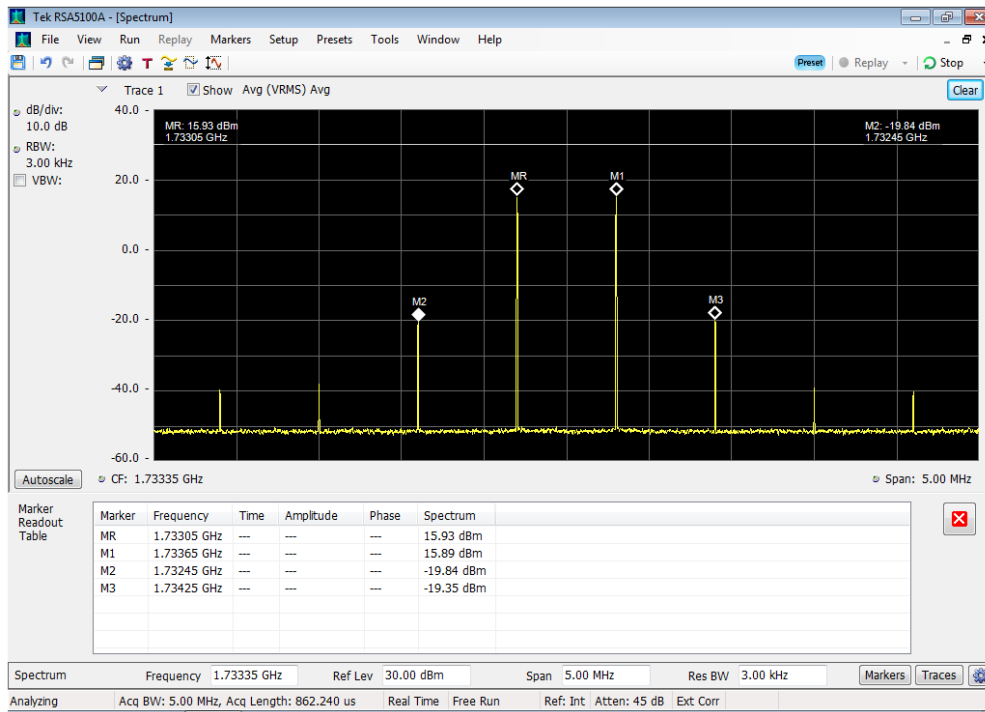 Tek RSA5100A - [Spectrum]
File View Run Replay Markers Setup Presets Tools Window Help
T Preset Replay Stop
Trace 1 Show Avg (VRMS) Avg Clear
dB/div:
10.0 dB
RBW:
3.00 kHz
VBW:
40.0 -
20.0 -
0.0 -
-20.0 -
-40.0 -
-60.0 -
MR: 15.93 dBm
1.73305 GHz
M2: -19.84 dBm
1.73245 GHz
MR
M1
M2
M3
Autoscale CF: 1.73335 GHz Span: 5.00 MHz
Marker
Readout
Table
Marker Frequency Time Amplitude Phase Spectrum
MR 1.73305 GHz --- --- --- 15.93 dBm
M1 1.73365 GHz --- --- --- 15.89 dBm
M2 1.73245 GHz --- --- --- -19.84 dBm
M3 1.73425 GHz --- --- --- -19.35 dBm
Spectrum Frequency 1.73335 GHz Ref Lev 30.00 dBm Span 5.00 MHz Res BW 3.00 kHz Markers Traces
Analyzing Acq BW: 5.00 MHz, Acq Length: 862.240 us Real Time Free Run Ref: Int Atten: 45 dB Ext Corr